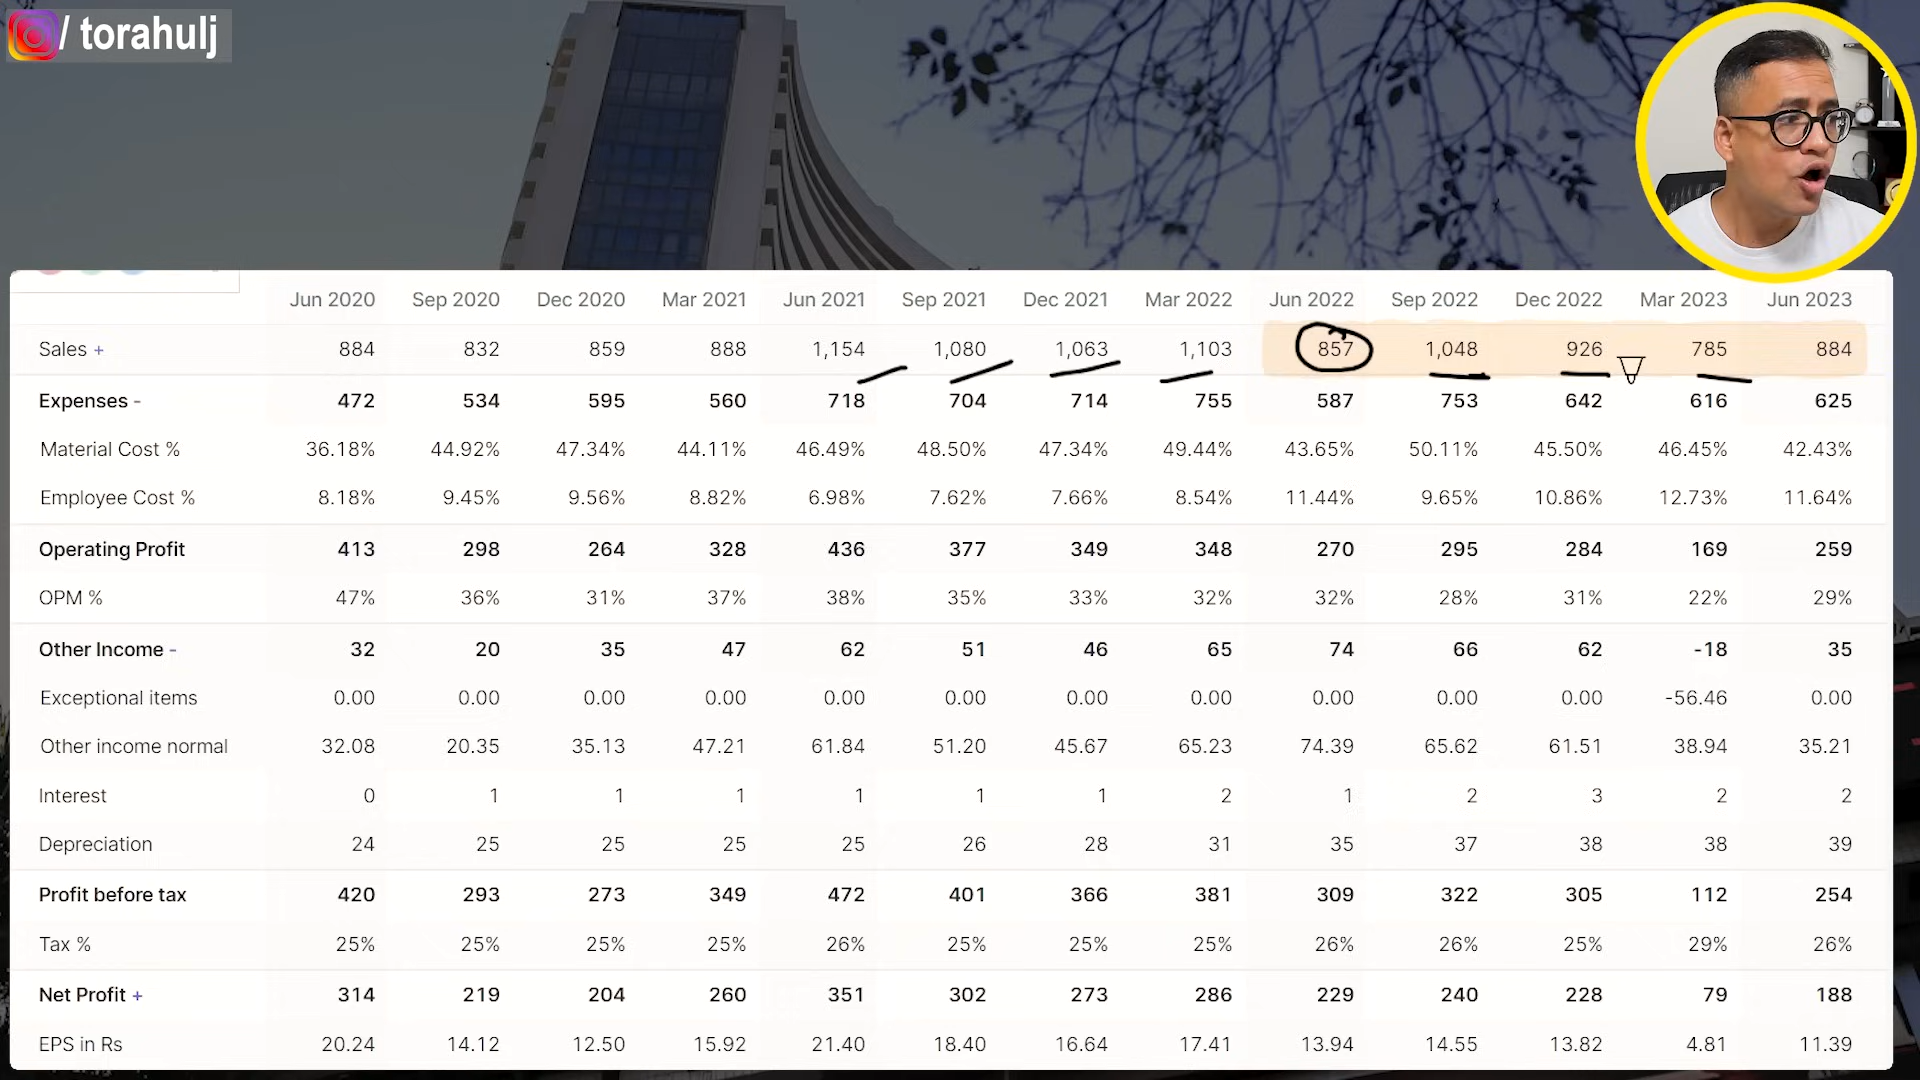 / torahulj
Jun 2020 Sep 2020 Dec 2020 Mar 2021 Jun 2021 Sep 2021 Dec 2021 Mar 2022 Jun 2022 Sep 2022 Dec 2022 Mar 2023 Jun 2023
Sales + 884 832 859 888 1,154 1,080 1,063 1,103 857 1,048 926 785 884
Expenses - 472 534 595 560 718 704 714 755 587 753 642 616 625
Material Cost % 36.18% 44.92% 47.34% 44.11% 46.49% 48.50% 47.34% 49.44% 43.65% 50.11% 45.50% 46.45% 42.43%
Employee Cost % 8.18% 9.45% 9.56% 8.82% 6.98% 7.62% 7.66% 8.54% 11.44% 9.65% 10.86% 12.73% 11.64%
Operating Profit 413 298 264 328 436 377 349 348 270 295 284 169 259
OPM % 47% 36% 31% 37% 38% 35% 33% 32% 32% 28% 31% 22% 29%
Other Income - 32 20 35 47 62 51 46 65 74 66 62 -18 35
Exceptional items 0.00 0.00 0.00 0.00 0.00 0.00 0.00 0.00 0.00 0.00 0.00 -56.46 0.00
Other income normal 32.08 20.35 35.13 47.21 61.84 51.20 45.67 65.23 74.39 65.62 61.51 38.94 35.21
Interest 0 1 1 1 1 1 1 2 1 2 3 2 2
Depreciation 24 25 25 25 25 26 28 31 35 37 38 38 39
Profit before tax 420 293 273 349 472 401 366 381 309 322 305 112 254
Tax % 25% 25% 25% 25% 26% 25% 25% 25% 26% 26% 25% 29% 26%
Net Profit + 314 219 204 260 351 302 273 286 229 240 228 79 188
EPS in Rs 20.24 14.12 12.50 15.92 21.40 18.40 16.64 17.41 13.94 14.55 13.82 4.81 11.39